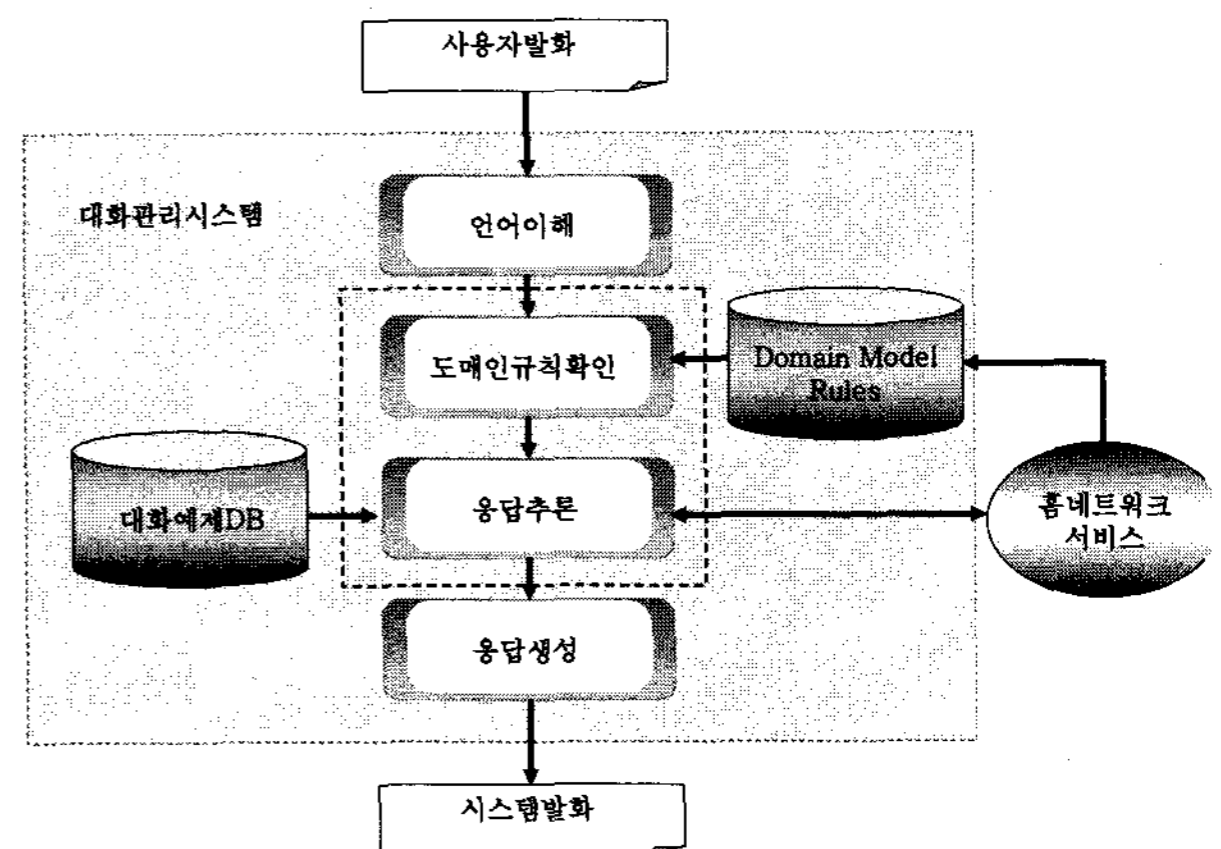 사용자발화
대화관리시스템
언어이해
도메인규칙확인
Domain Model
Rules
대화예제DB
응답추론
홈네트워크
서비스
응답생성
시스템발화